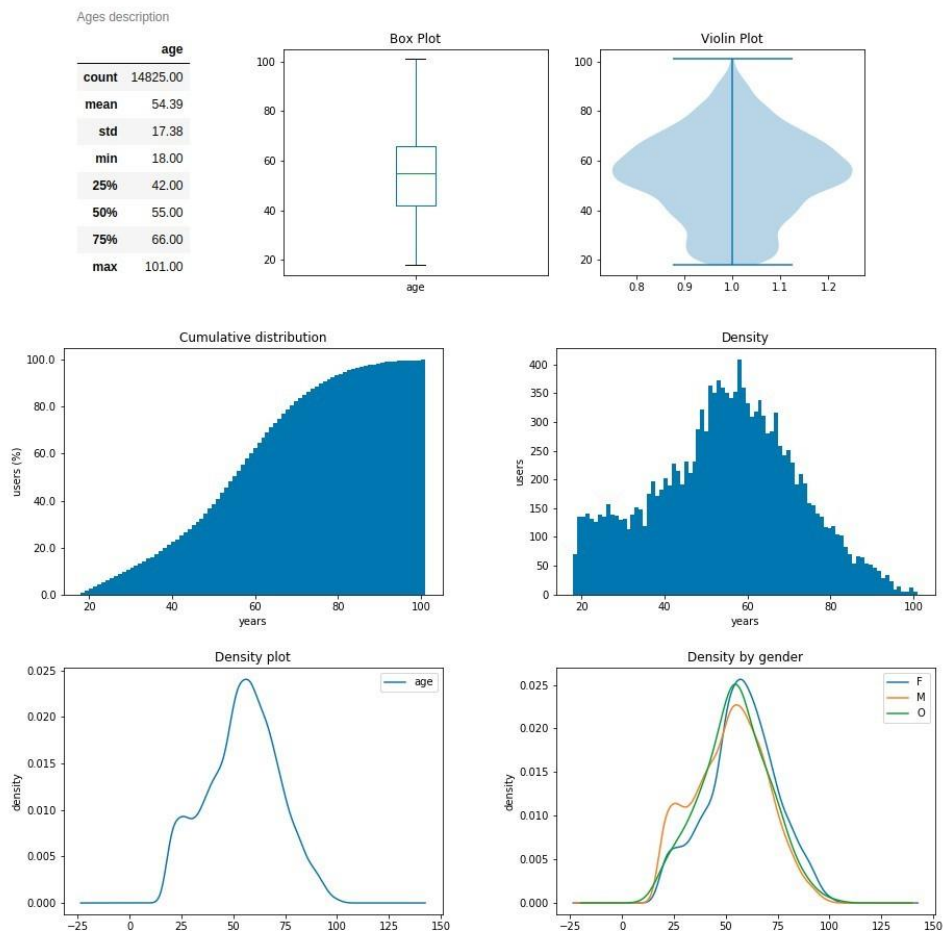 Ages description
age
count 14825.00
mean 54.39
std 17.38
min 18.00
25% 42.00
50% 55.00
75% 66.00
max 101.00
Box Plot
100
80
60
40
20
age
Violin Plot
100
80
60
40
20
0.8 0.9 1.0 1.1 1.2
Cumulative distribution
users (%)
100.0
80.0
60.0
40.0
20.0
0.0
20 40 60 80 100
years
Density
users
400
350
300
250
200
150
100
50
0
20 40 60 80 100
years
Density plot
age
density
0.025
0.020
0.015
0.010
0.005
0.000
−25 0 25 50 75 100 125 150
Density by gender
F
M
O
density
0.025
0.020
0.015
0.010
0.005
0.000
−25 0 25 50 75 100 125 150